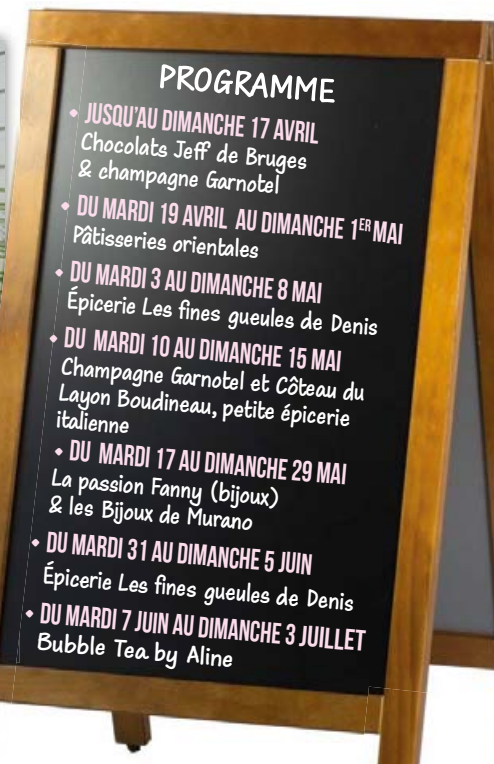 PROGRAMME
• JUSQU'AU DIMANCHE 17 AVRIL
Chocolats Jeff de Bruges
& champagne Garnotel
• DU MARDI 19 AVRIL AU DIMANCHE 1ER MAI
Pâtisseries orientales
• DU MARDI 3 AU DIMANCHE 8 MAI
Épicerie Les fines gueules de Denis
• DU MARDI 10 AU DIMANCHE 15 MAI
Champagne Garnotel et Côteau du
Layon Boudineau, petite épicerie
italienne
• DU MARDI 17 AU DIMANCHE 29 MAI
La passion Fanny (bijoux)
& les Bijoux de Murano
• DU MARDI 31 AU DIMANCHE 5 JUIN
Épicerie Les fines gueules de Denis
• DU MARDI 7 JUIN AU DIMANCHE 3 JUILLET
Bubble Tea by Aline